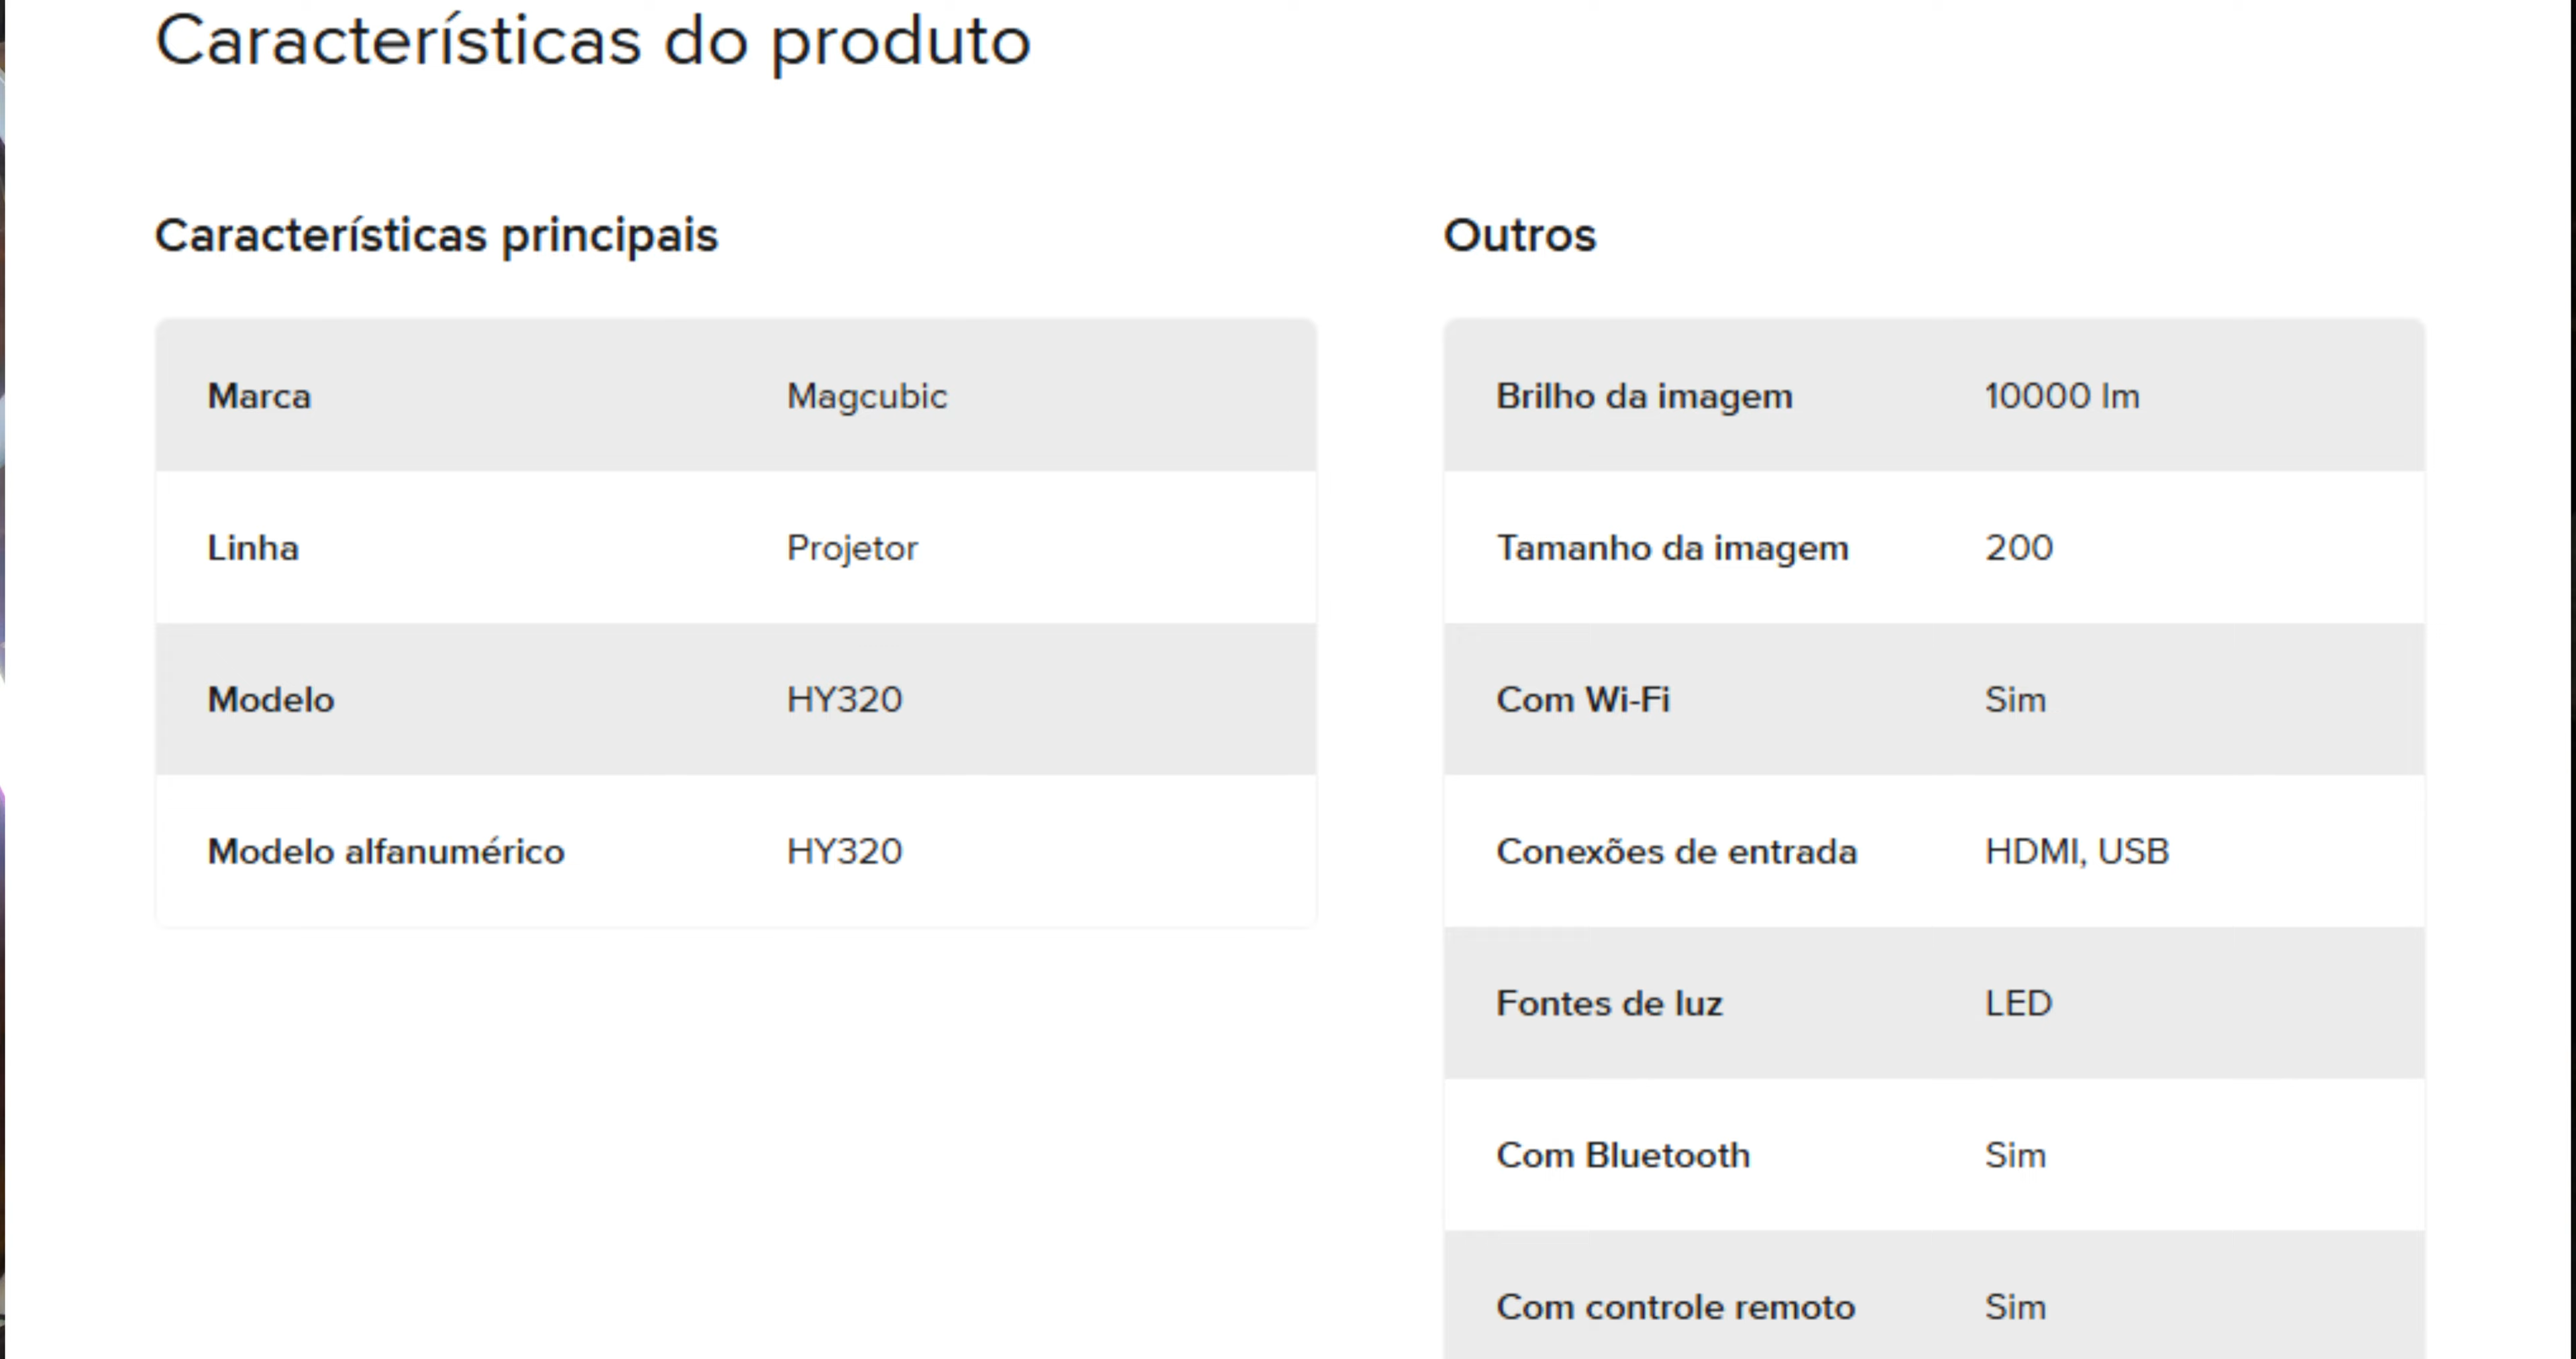 Características do produto
Características principais
Marca Magcubic
Linha Projetor
Modelo HY320
Modelo alfanumérico HY320
Outros
Brilho da imagem 10000 lm
Tamanho da imagem 200
Com Wi-Fi Sim
Conexões de entrada HDMI, USB
Fontes de luz LED
Com Bluetooth Sim
Com controle remoto Sim